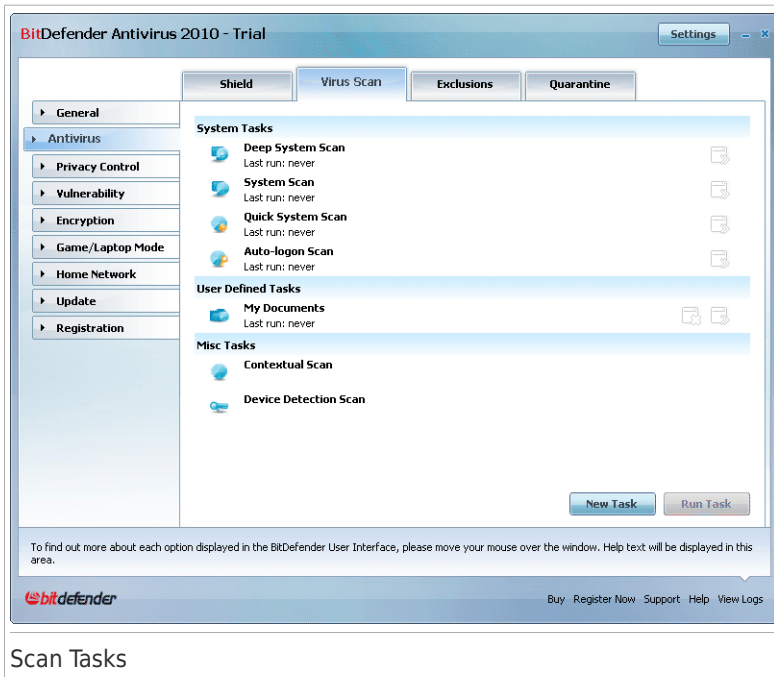 BitDefender Antivirus 2010 - Trial
Settings
Shield
Virus Scan
Exclusions
Quarantine
General
Antivirus
Privacy Control
Vulnerability
Encryption
Game/Laptop Mode
Home Network
Update
Registration
System Tasks
Deep System Scan
Last run: never
System Scan
Last run: never
Quick System Scan
Last run: never
Auto-logon Scan
Last run: never
User Defined Tasks
My Documents
Last run: never
Misc Tasks
Contextual Scan
Device Detection Scan
New Task
Run Task
To find out more about each option displayed in the BitDefender User Interface, please move your mouse over the window. Help text will be displayed in this
area.
bitdefender
Buy Register Now Support Help View Logs
Scan Tasks